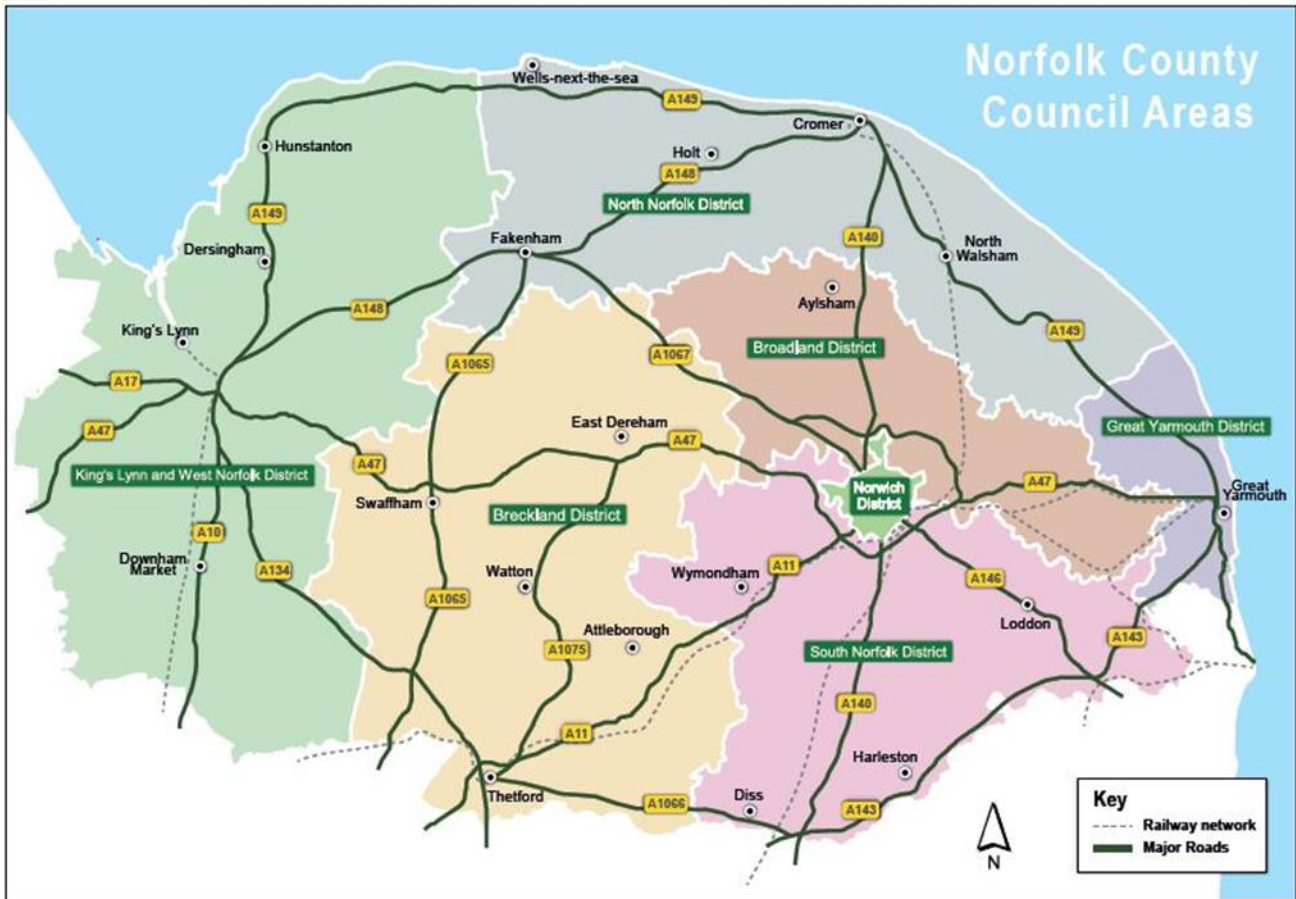 Norfolk County
Council Areas
Wells-next-the-sea
A149
Cromer
Hunstanton
Holt
A148
North Norfolk District
A149
Dersingham
Fakenham
A140
North
Walsham
Aylsham
A148
King's Lynn
A149
Broadland District
A1065
A1067
A17
A47
East Dereham
A47
Great Yarmouth District
King's Lynn and West Norfolk District
A47
Swaffham
Breckland District
Norwich
District
A47
Great
Yarmouth
A10
Downham
Market
A134
Watton
Wymondham
A11
A146
A1065
Loddon
Attleborough
A1075
South Norfolk District
A143
A11
A140
Harleston
Thetford
A1066
Diss
A143
N
Key
Railway network
Major Roads